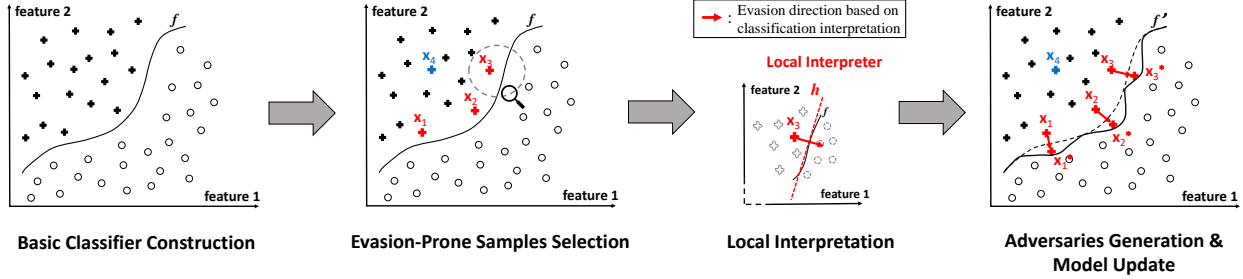 feature 2
f
x4
x3
x2
x1
feature 1
Basic Classifier Construction
feature 2
f
feature 1
Evasion-Prone Samples Selection
: Evasion direction based on
classification interpretation
Local Interpreter
feature 2
h
f
x3
feature 1
Local Interpretation
feature 2
f'
x4
x3
x3*
x2
x2*
x1
x1*
feature 1
Adversaries Generation &
Model Update